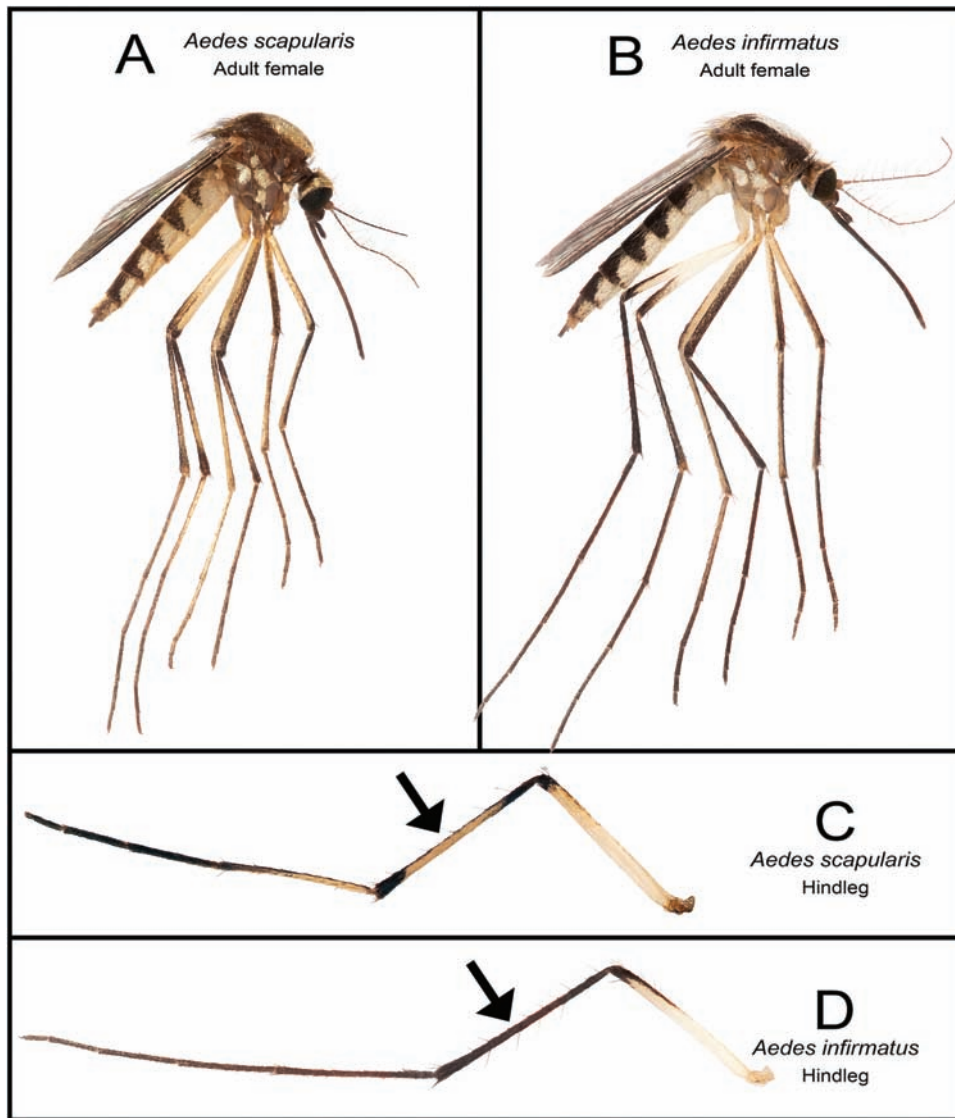 A
Aedes scapularis
Adult female
B
Aedes infirmatus
Adult female
C
Aedes scapularis
Hindleg
D
Aedes infirmatus
Hindleg